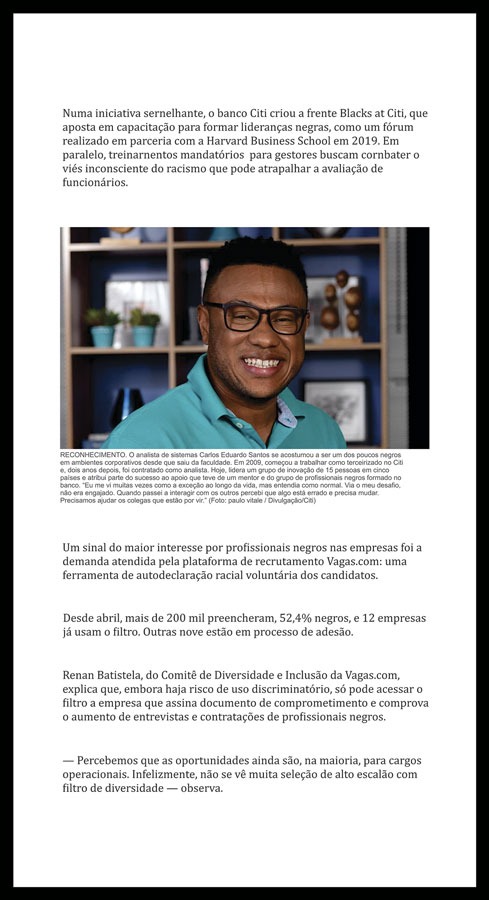 Numa iniciativa sernelhante, o banco Citi criou a frente Blacks at Citi, que
aposta em capacitação para formar lideranças negras, como um fórum
realizado em parceria com a Harvard Business School em 2019. Em
paralelo, treinarnentos mandatórios para gestores buscam cornbater o
viés inconsciente do racismo que pode atrapalhar a avaliação de
funcionários.
RECONHECIMENTO. O analista de sistemas Carlos Eduardo Santos se acostumou a ser um dos poucos negros
em ambientes corporativos desde que saiu da faculdade. Em 2009, começou a trabalhar como terceirizado no Citi
e, dois anos depois, foi contratado como analista. Hoje, lidera um grupo de inovação de 15 pessoas em cinco
países e atribui parte do sucesso ao apoio que teve de um mentor e do grupo de profissionais negros formado no
banco. “Eu me vi muitas vezes como a exceção ao longo da vida, mas entendia como normal. Via o meu desafio,
não era engajado. Quando passei a interagir com os outros percebi que algo está errado e precisa mudar.
Precisamos ajudar os colegas que estão por vir.” (Foto: paulo vitale / Divulgação/Citi)
Um sinal do maior interesse por profissionais negros nas empresas foi a
demanda atendida pela plataforma de recrutamento Vagas.com: uma
ferramenta de autodeclaração racial voluntária dos candidatos.
Desde abril, mais de 200 mil preencheram, 52,4% negros, e 12 empresas
já usam o filtro. Outras nove estão em processo de adesão.
Renan Batistela, do Comitê de Diversidade e Inclusão da Vagas.com,
explica que, embora haja risco de uso discriminatório, só pode acessar o
filtro a empresa que assina documento de comprometimento e comprova
o aumento de entrevistas e contratações de profissionais negros.
— Percebemos que as oportunidades ainda são, na maioria, para cargos
operacionais. Infelizmente, não se vê muita seleção de alto escalão com
filtro de diversidade — observa.